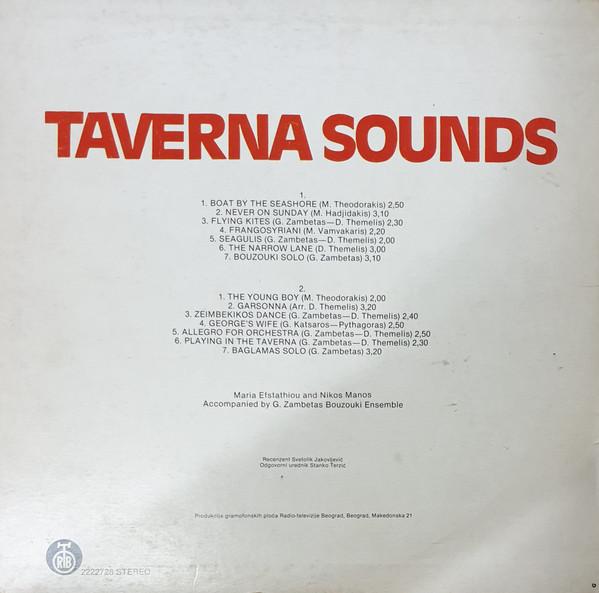 TAVERNA SOUNDS
1.
1. BOAT BY THE SEASHORE (M. Theodorakis) 2,50
2. NEVER ON SUNDAY (M. Hadjidakis) 3,10
3. FLYING KITES (G. Zambetas—D. Themelis) 2,30
4. FRANGOSYRIANI (M. Vamvakaris) 2,20
5. SEAGULIS (G. Zambetas—D. Themelis) 2,00
6. THE NARROW LANE (D. Themelis) 3,00
7. BOUZOUKI SOLO (G. Zambetas) 3,10
2.
1. THE YOUNG BOY (M. Theodorakis) 2,00
2. GARSONNA (Arr. D. Themelis) 3,20
3. ZEIMBEKIKOS DANCE (G. Zambetas—D. Themelis) 2,40
4. GEORGE'S WIFE (G. Katsaros—Pythagoras) 2,50
5. ALLEGRO FOR ORCHESTRA (G. Zambetas—D. Themelis) 2,50
6. PLAYING IN THE TAVERNA (G. Zambetas—D. Themelis) 2,30
7. BAGLAMAS SOLO (G. Zambetas) 3,20
Maria Efstathiou and Nikos Manos
Accompanied by G. Zambetas Bouzouki Ensemble
Recenzent Svetolik Jakovljević
Odgovorni urednik Stanko Terzić
Produkcija gramofonskih ploča Radio-televizije Beograd, Beograd, Makedonska 21
RTB
2222728 STEREO